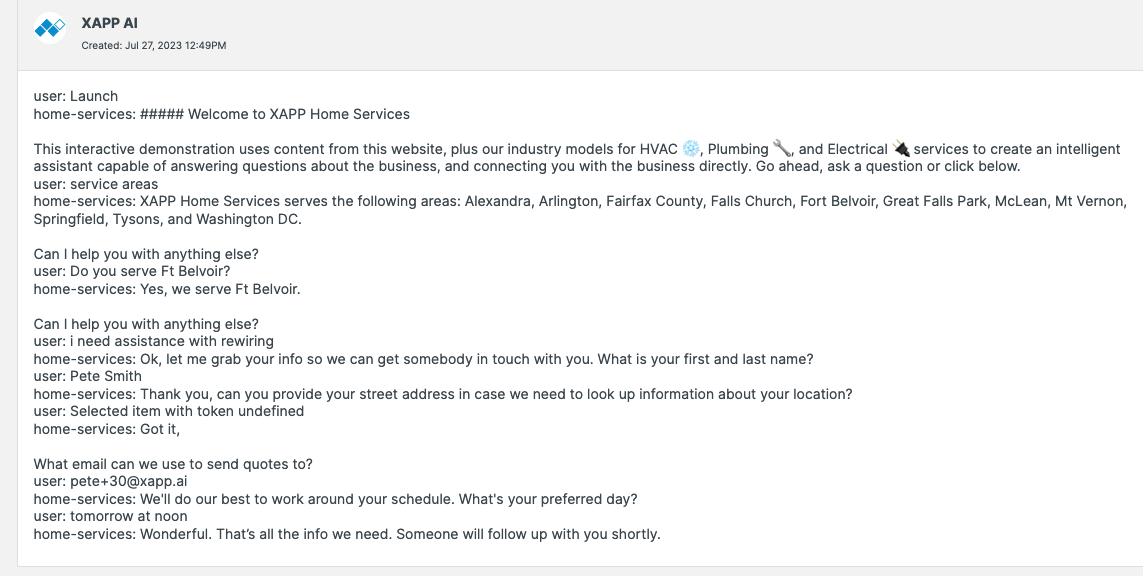 XAPP AI
Created: Jul 27, 2023 12:49PM
user: Launch
home-services: ##### Welcome to XAPP Home Services
This interactive demonstration uses content from this website, plus our industry models for HVAC ❄️, Plumbing 🔧, and Electrical 🔌 services to create an intelligent
assistant capable of answering questions about the business, and connecting you with the business directly. Go ahead, ask a question or click below.
user: service areas
home-services: XAPP Home Services serves the following areas: Alexandra, Arlington, Fairfax County, Falls Church, Fort Belvoir, Great Falls Park, McLean, Mt Vernon,
Springfield, Tysons, and Washington DC.
Can I help you with anything else?
user: Do you serve Ft Belvoir?
home-services: Yes, we serve Ft Belvoir.
Can I help you with anything else?
user: i need assistance with rewiring
home-services: Ok, let me grab your info so we can get somebody in touch with you. What is your first and last name?
user: Pete Smith
home-services: Thank you, can you provide your street address in case we need to look up information about your location?
user: Selected item with token undefined
home-services: Got it,
What email can we use to send quotes to?
user: pete+30@xapp.ai
home-services: We'll do our best to work around your schedule. What's your preferred day?
user: tomorrow at noon
home-services: Wonderful. That’s all the info we need. Someone will follow up with you shortly.